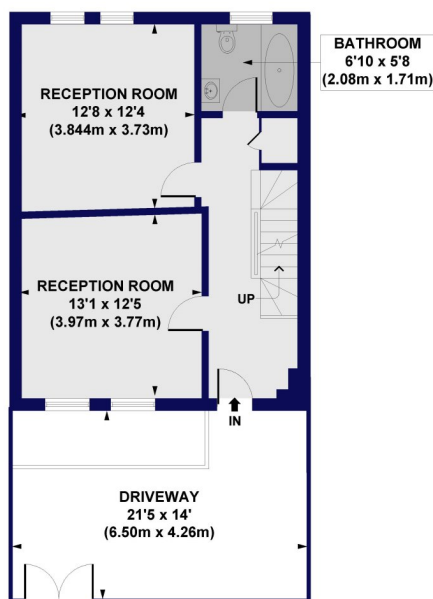 BATHROOM
6'10 x 5'8
(2.08m x 1.71m)
RECEPTION ROOM
12'8 x 12'4
(3.844m x 3.73m)
RECEPTION ROOM
13'1 x 12'5
(3.97m x 3.77m)
UP
IN
DRIVEWAY
21'5 x 14'
(6.50m x 4.26m)